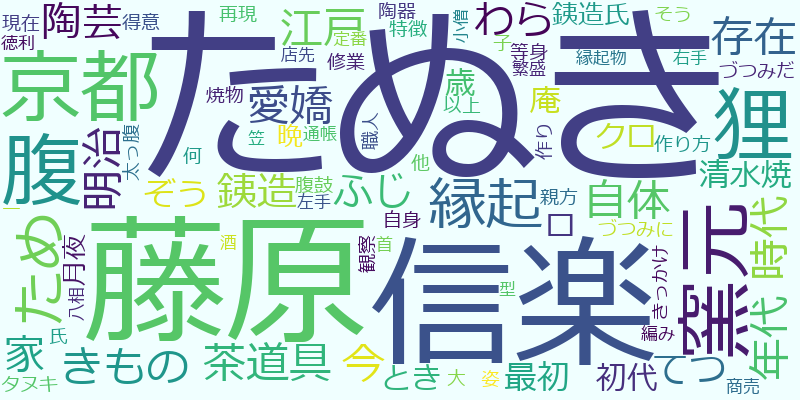 現在
得意
徳利
陶芸
再現
江戸
陶器
特徴
定番
店先
修業
小僧
わら
銕造氏
そう
子
等身
繁盛
縁起物
右手
存在
づつみだ
京都
たぬき
焼物
愛嬌
歳
以上
庵
狸
腹
明治
太っ腹
何
笠
晩
通帳
職人
他
作り
クロ
作り方
清水焼
ため
ぞう
銕造
腹鼓
左手
ふじ
縁起
親方
自体
口
窯元
時代
一
月夜
八相
藤原
酒
観察
自身
首
信楽
型
づつみに
きっかけ
編み
年代
家
氏
タヌキ
きもの
茶道具
今
とき
大
姿
最初
初代
てつ
商売